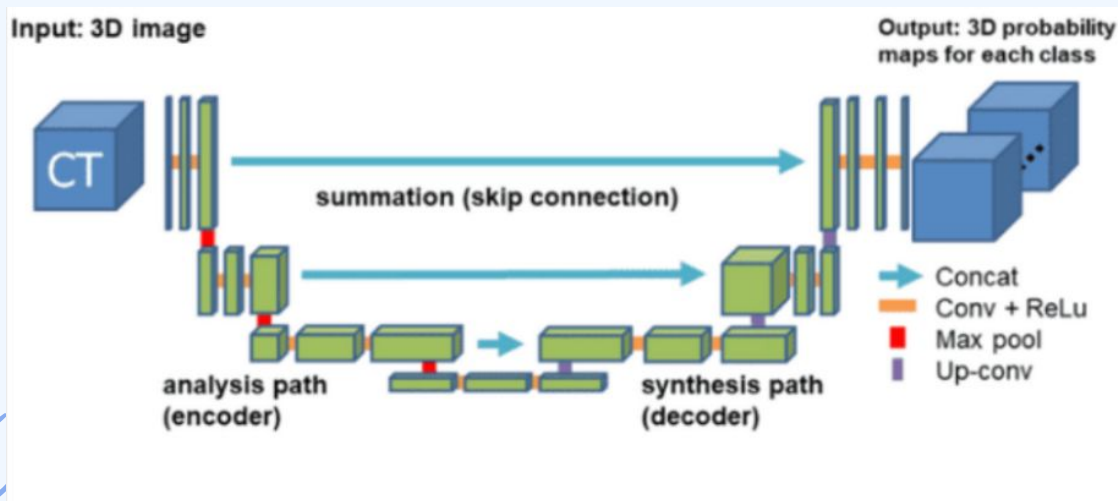 Input: 3D image
Output: 3D probability
maps for each class
CT
summation (skip connection)
Concat
Conv + ReLu
Max pool
Up-conv
analysis path
(encoder)
synthesis path
(decoder)